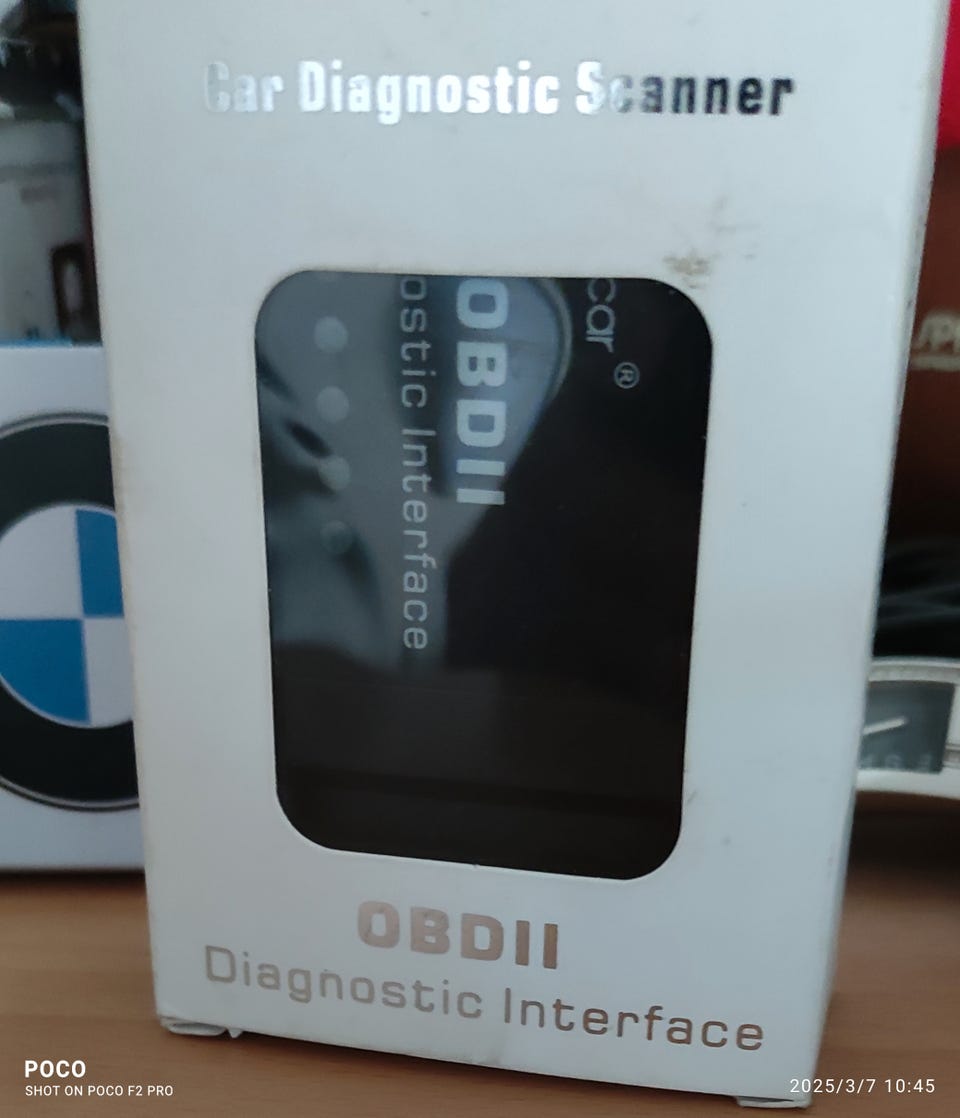 Car Diagnostic Scanner
car ®
OBDII
ostic Interface
OBDII
Diagnostic Interface
POCO
SHOT ON POCO F2 PRO
2025/3/7 10:45